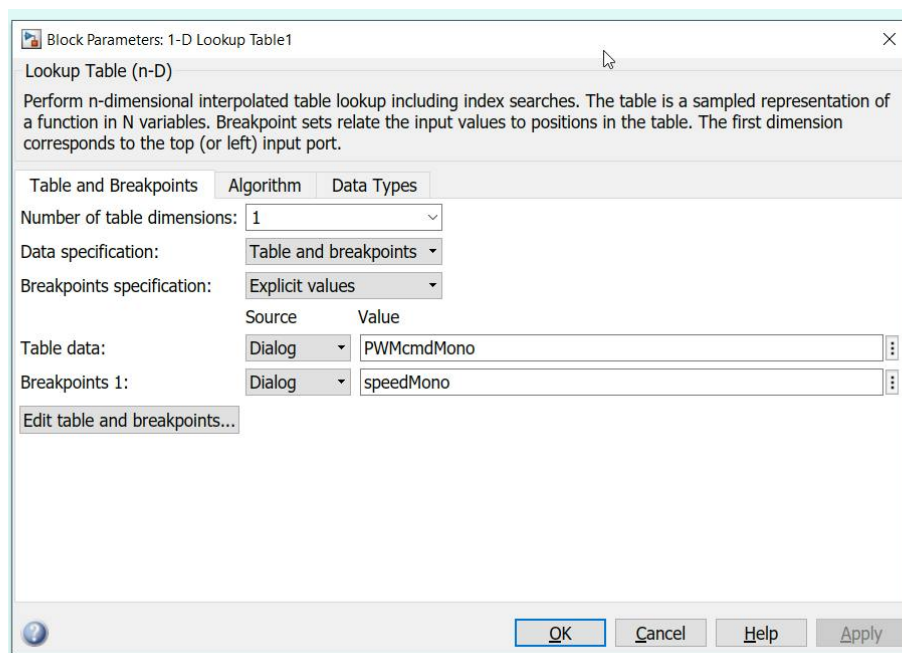 Block Parameters: 1-D Lookup Table1
Lookup Table (n-D)
Perform n-dimensional interpolated table lookup including index searches. The table is a sampled representation of
a function in N variables. Breakpoint sets relate the input values to positions in the table. The first dimension
corresponds to the top (or left) input port.
Table and Breakpoints Algorithm Data Types
Number of table dimensions: 1
Data specification: Table and breakpoints
Breakpoints specification: Explicit values
Source Value
Table data: Dialog PWMcmdMono
Breakpoints 1: Dialog speedMono
Edit table and breakpoints...
OK Cancel Help Apply